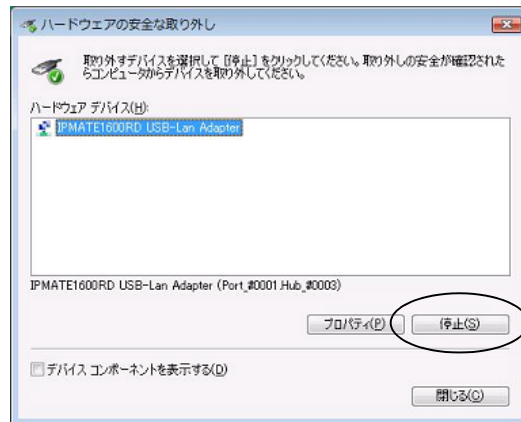 ハードウェアの安全な取り外し
取り外すデバイスを選択して [停止] をクリックしてください。取り外しの安全が確認された
らコンピュータからデバイスを取り外してください。
ハードウェア デバイス(H):
IPMATE1600RD USB-Lan Adapter
IPMATE1600RD USB-Lan Adapter (Port_#0001.Hub_#0003)
プロパティ(P)
停止(S)
デバイス コンポーネントを表示する(D)
閉じる(C)